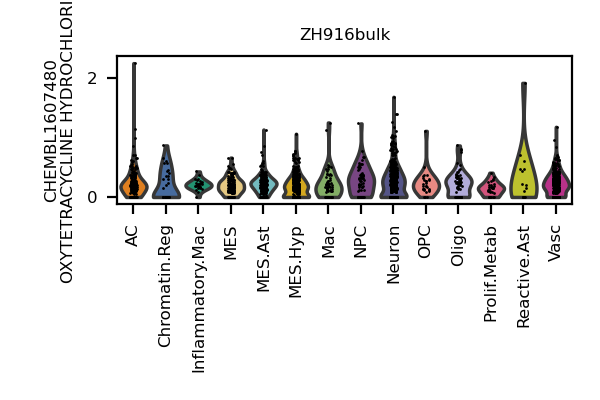 ZH916bulk
CHEMBL1607480
OXYTETRACYCLINE HYDROCHLORI
2
0
AC
Chromatin.Reg
Inflammatory.Mac
MES
MES.Ast
MES.Hyp
Mac
NPC
Neuron
OPC
Oligo
Prolif.Metab
Reactive.Ast
Vasc